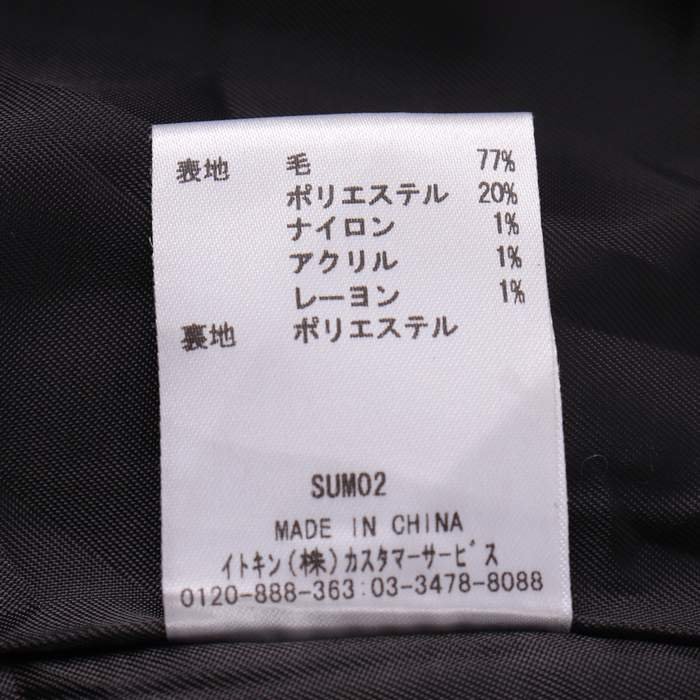 表地 毛 77%
ポリエステル 20%
ナイロン 1%
アクリル 1%
レーヨン 1%
裏地 ポリエステル
SUM02
MADE IN CHINA
イトキン(株)カスタマーサービス
0120-888-363:03-3478-8088